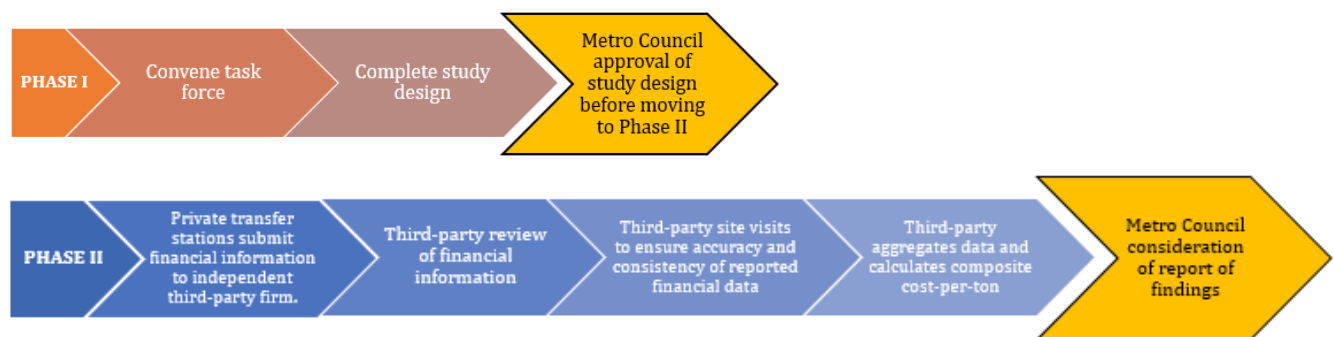 PHASE I
Convene task
force
Complete study
design
Metro Council
approval of
study design
before moving
to Phase II
PHASE II
Private transfer
stations submit
financial information
to independent
third-party firm.
Third-party review
of financial
information
Third-party site visits
to ensure accuracy and
consistency of reported
financial data
Third-party
aggregates data and
calculates composite
cost-per-ton
Metro Council
consideration
of report of
findings